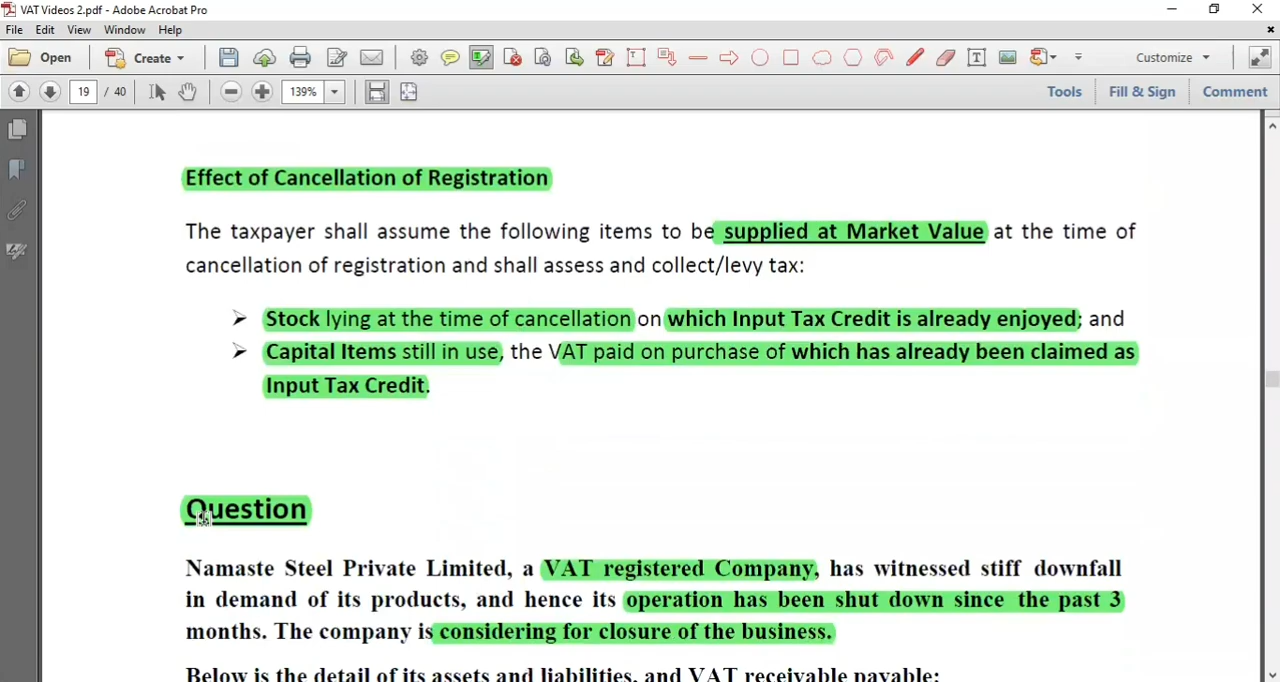 VAT Videos 2.pdf - Adobe Acrobat Pro
File Edit View Window Help
Open Create Customize
19 / 40 139% Tools Fill & Sign Comment
Effect of Cancellation of Registration
The taxpayer shall assume the following items to be supplied at Market Value at the time of
cancellation of registration and shall assess and collect/levy tax:
➢ Stock lying at the time of cancellation on which Input Tax Credit is already enjoyed; and
➢ Capital Items still in use, the VAT paid on purchase of which has already been claimed as
Input Tax Credit.
Question
Namaste Steel Private Limited, a VAT registered Company, has witnessed stiff downfall
in demand of its products, and hence its operation has been shut down since the past 3
months. The company is considering for closure of the business.
Below is the detail of its assets and liabilities, and VAT receivable payable: